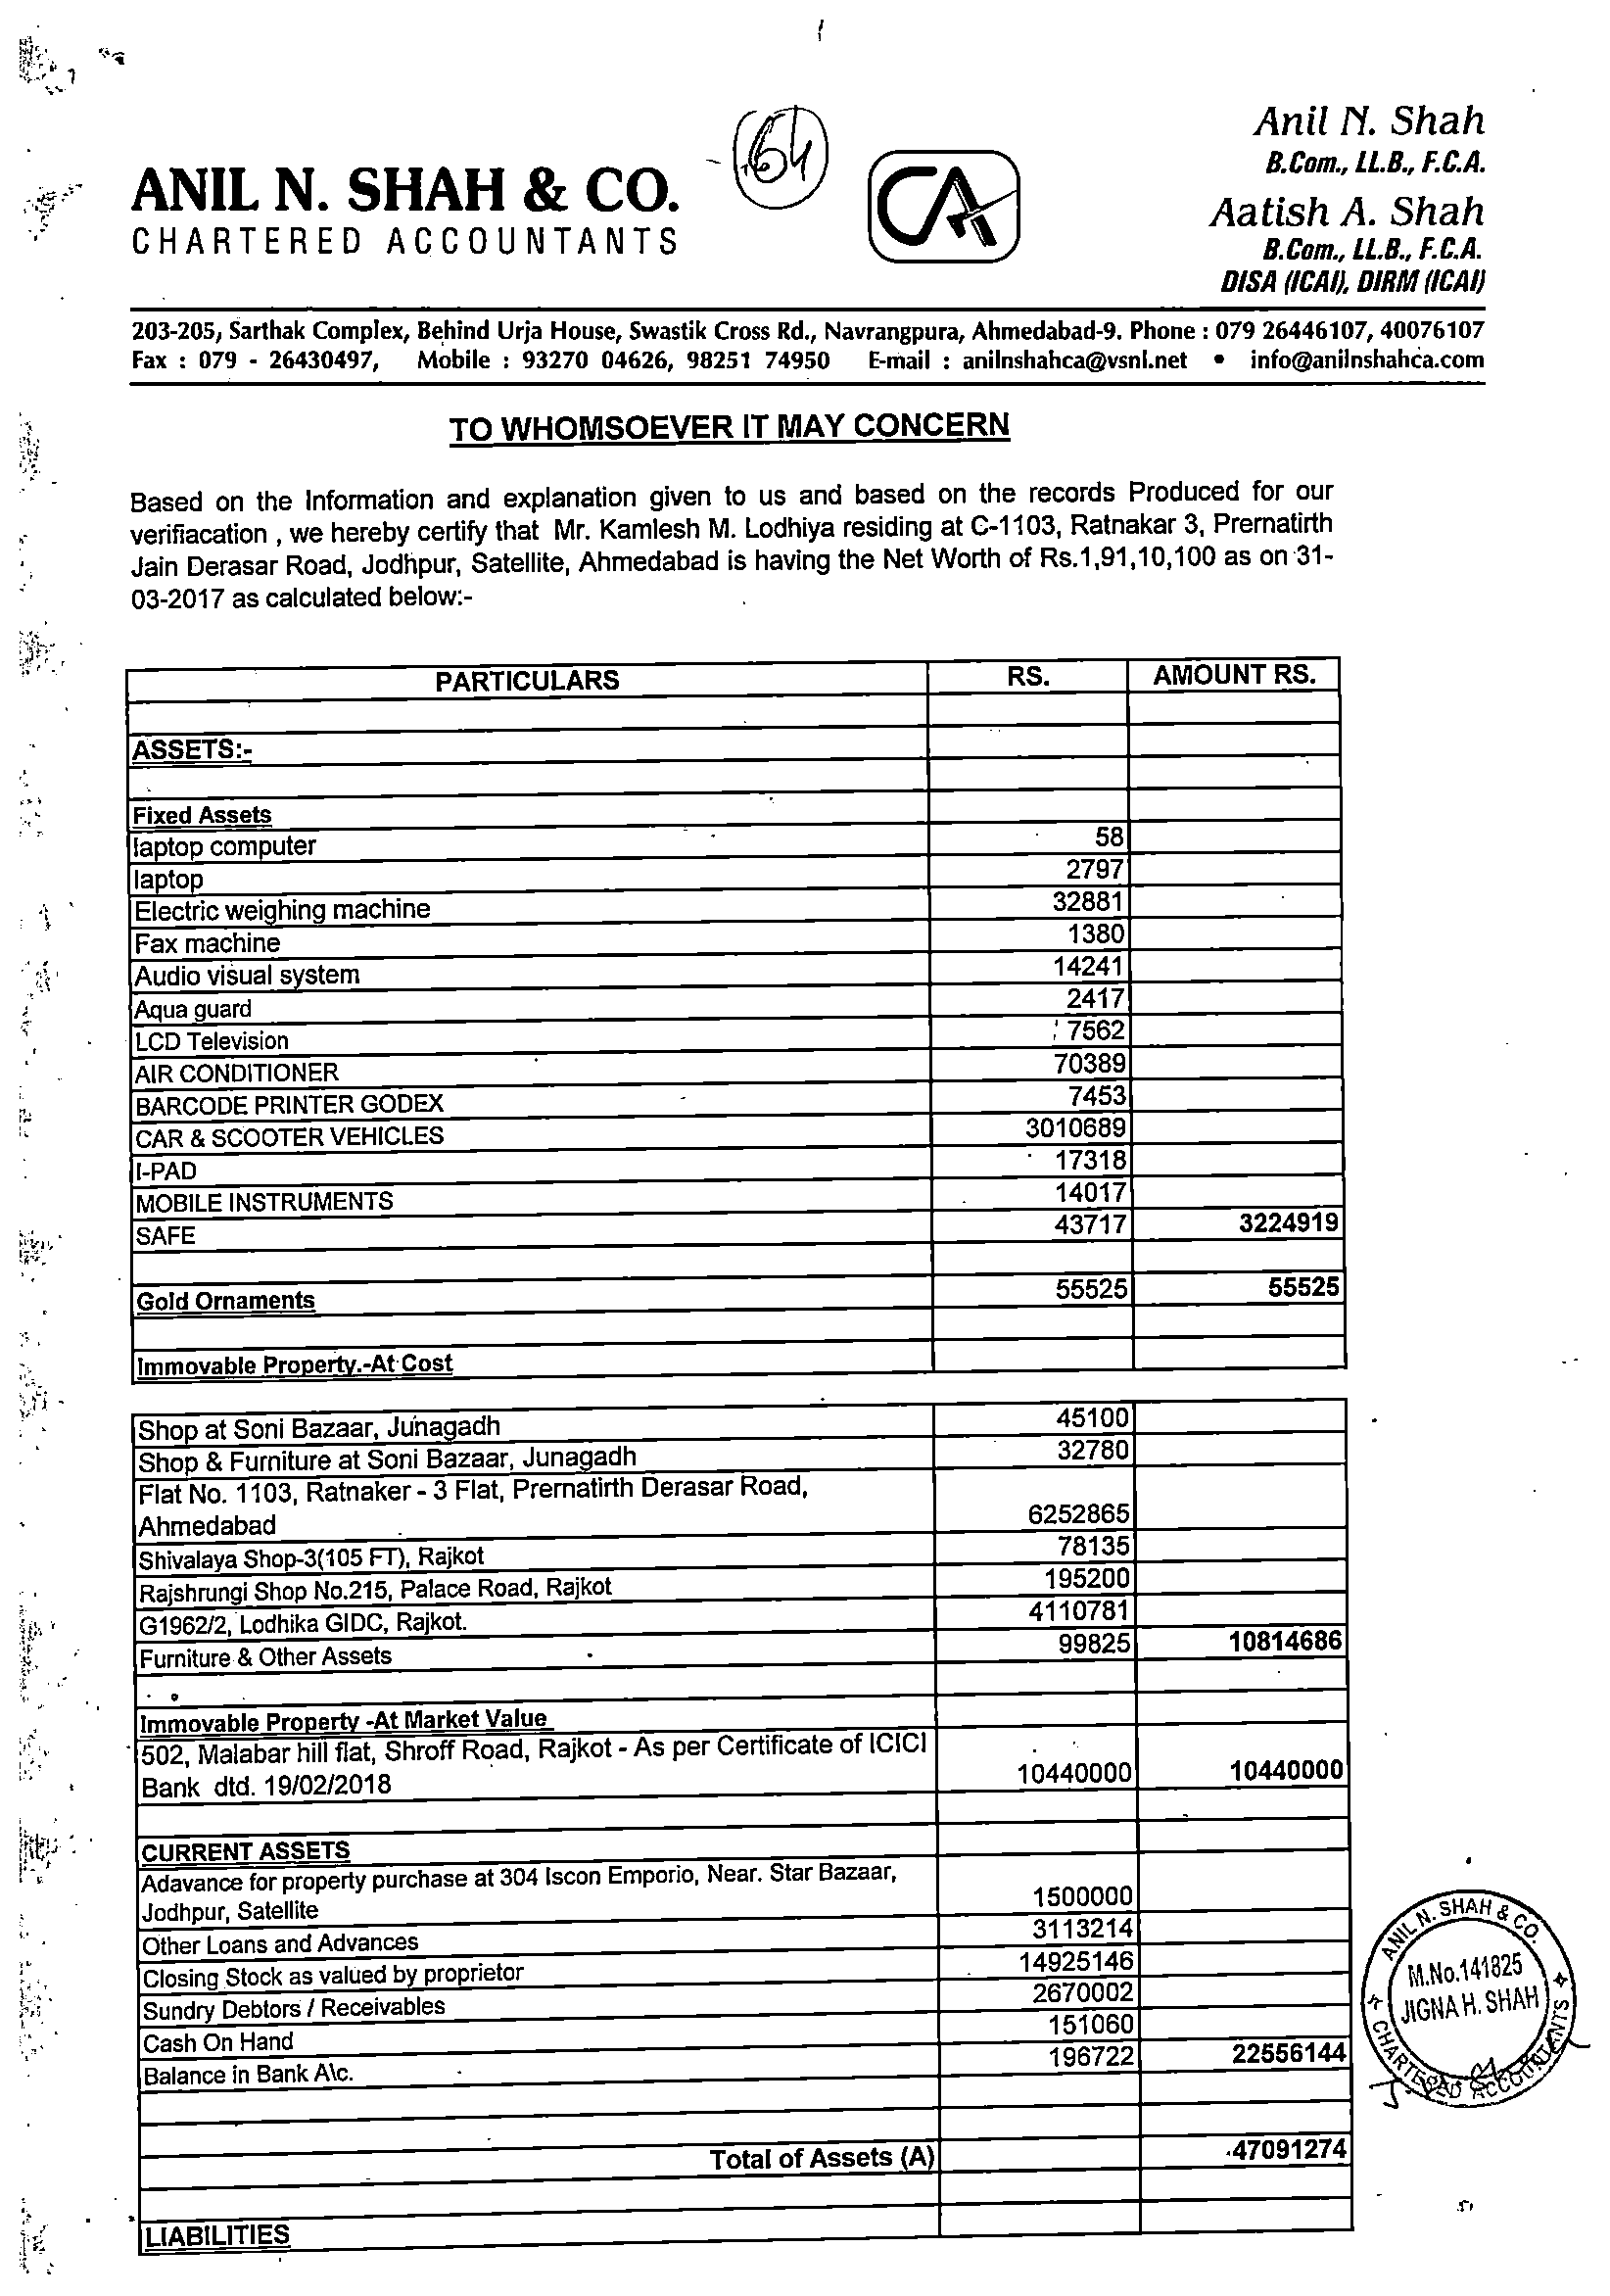 64
Anil N. Shah
B.Com., LL.B., F.C.A.
ANIL N. SHAH & CO.
CHARTERED ACCOUNTANTS
CA
Aatish A. Shah
B.Com., LL.B., F.C.A.
DISA (ICAI), DIRM (ICAI)
203-205, Sarthak Complex, Behind Urja House, Swastik Cross Rd., Navrangpura, Ahmedabad-9. Phone : 079 26446107, 40076107
Fax : 079 - 26430497, Mobile : 93270 04626, 98251 74950 E-mail : anilnshahca@vsnl.net • info@anilnshahca.com
TO WHOMSOEVER IT MAY CONCERN
Based on the Information and explanation given to us and based on the records Produced for our
verifiacation , we hereby certify that Mr. Kamlesh M. Lodhiya residing at C-1103, Ratnakar 3, Prernatirth
Jain Derasar Road, Jodhpur, Satellite, Ahmedabad is having the Net Worth of Rs.1,91,10,100 as on 31-
03-2017 as calculated below:-
PARTICULARS RS. AMOUNT RS.
ASSETS:-
Fixed Assets
laptop computer 58
laptop 2797
Electric weighing machine 32881
Fax machine 1380
Audio visual system 14241
Aqua guard 2417
LCD Television 7562
AIR CONDITIONER 70389
BARCODE PRINTER GODEX 7453
CAR & SCOOTER VEHICLES 3010689
I-PAD 17318
MOBILE INSTRUMENTS 14017
SAFE 43717 3224919
Gold Ornaments 55525 55525
Immovable Property.-At Cost
Shop at Soni Bazaar, Junagadh 45100
Shop & Furniture at Soni Bazaar, Junagadh 32780
Flat No. 1103, Ratnaker - 3 Flat, Prernatirth Derasar Road,
Ahmedabad 6252865
Shivalaya Shop-3(105 FT), Rajkot 78135
Rajshrungi Shop No.215, Palace Road, Rajkot 195200
G1962/2, Lodhika GIDC, Rajkot. 4110781
Furniture & Other Assets 99825 10814686
Immovable Property -At Market Value
502, Malabar hill flat, Shroff Road, Rajkot - As per Certificate of ICICI
Bank dtd. 19/02/2018 10440000 10440000
CURRENT ASSETS
Adavance for property purchase at 304 Iscon Emporio, Near. Star Bazaar,
Jodhpur, Satellite 1500000
Other Loans and Advances 3113214
Closing Stock as valued by proprietor 14925146
Sundry Debtors / Receivables 2670002
Cash On Hand 151060
Balance in Bank A\c. 196722 22556144
Total of Assets (A) 47091274
LIABILITIES
ANIL N. SHAH & CO.
M.No.141825
JIGNA H. SHAH
CHARTERED ACCOUNTANTS